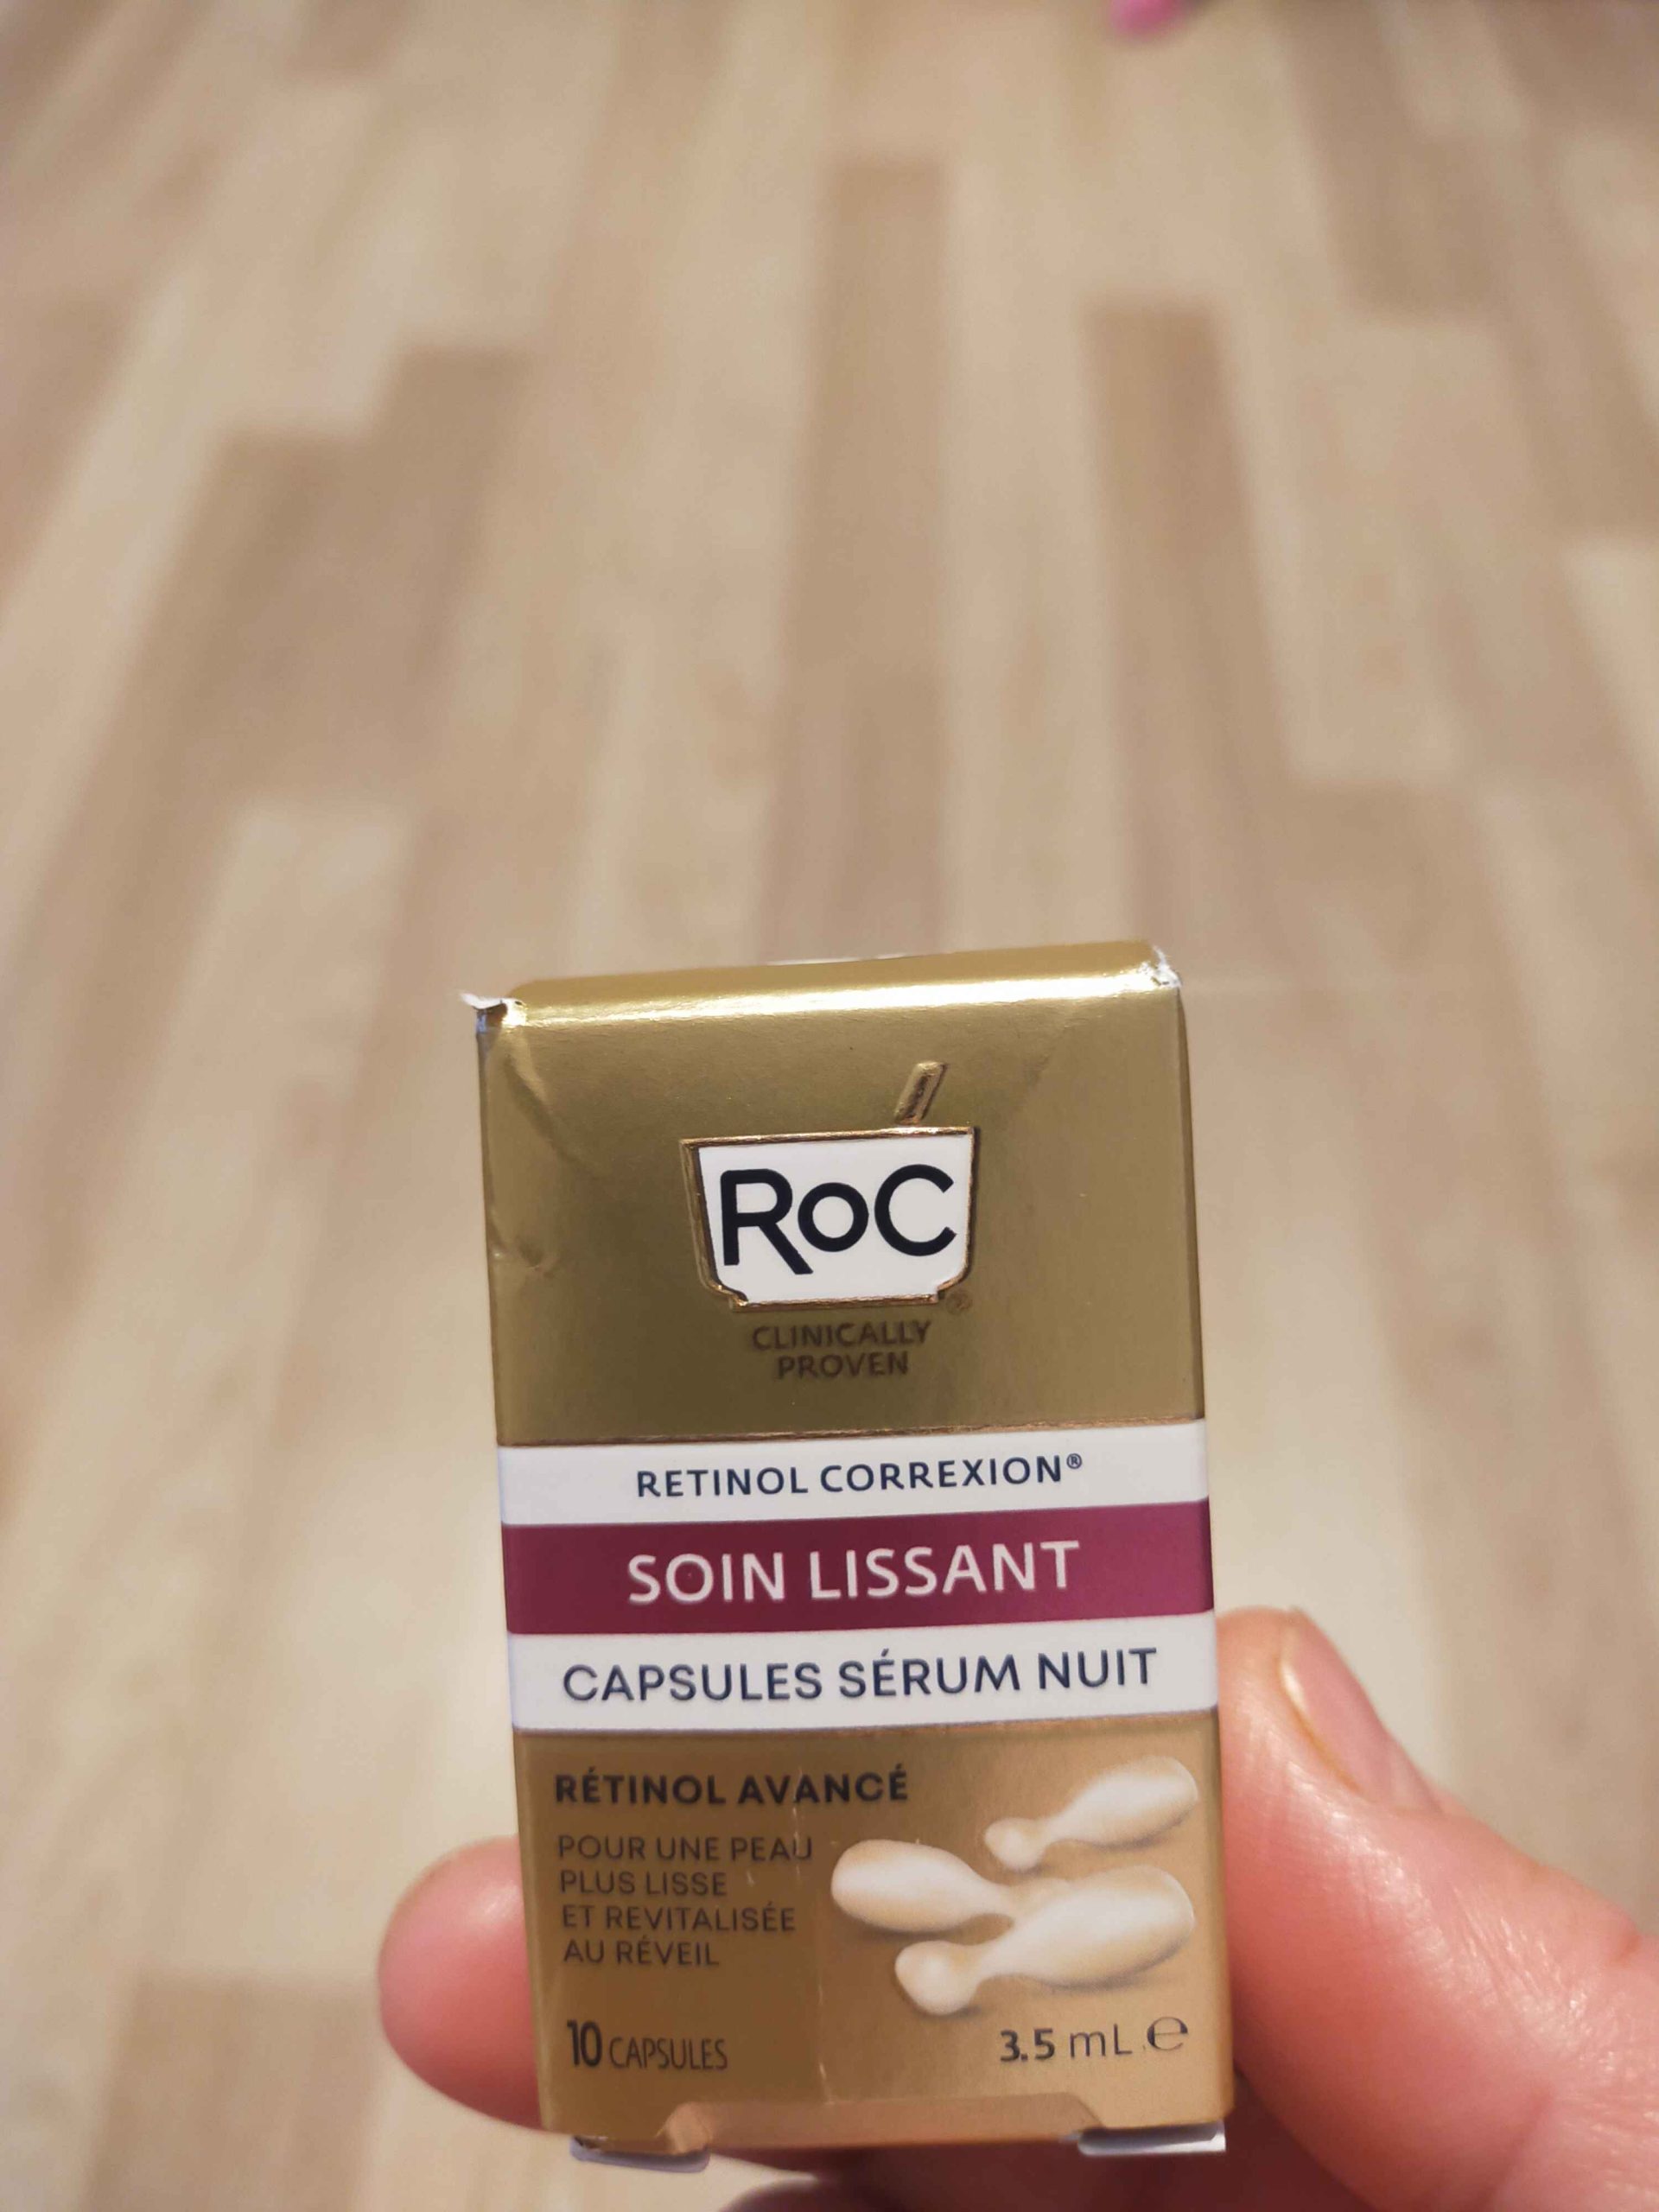 RoC®
CLINICALLY
PROVEN
RETINOL CORREXION®
SOIN LISSANT
CAPSULES SÉRUM NUIT
RÉTINOL AVANCÉ
POUR UNE PEAU
PLUS LISSE
ET REVITALISÉE
AU RÉVEIL
10 CAPSULES
3.5 mL ℮